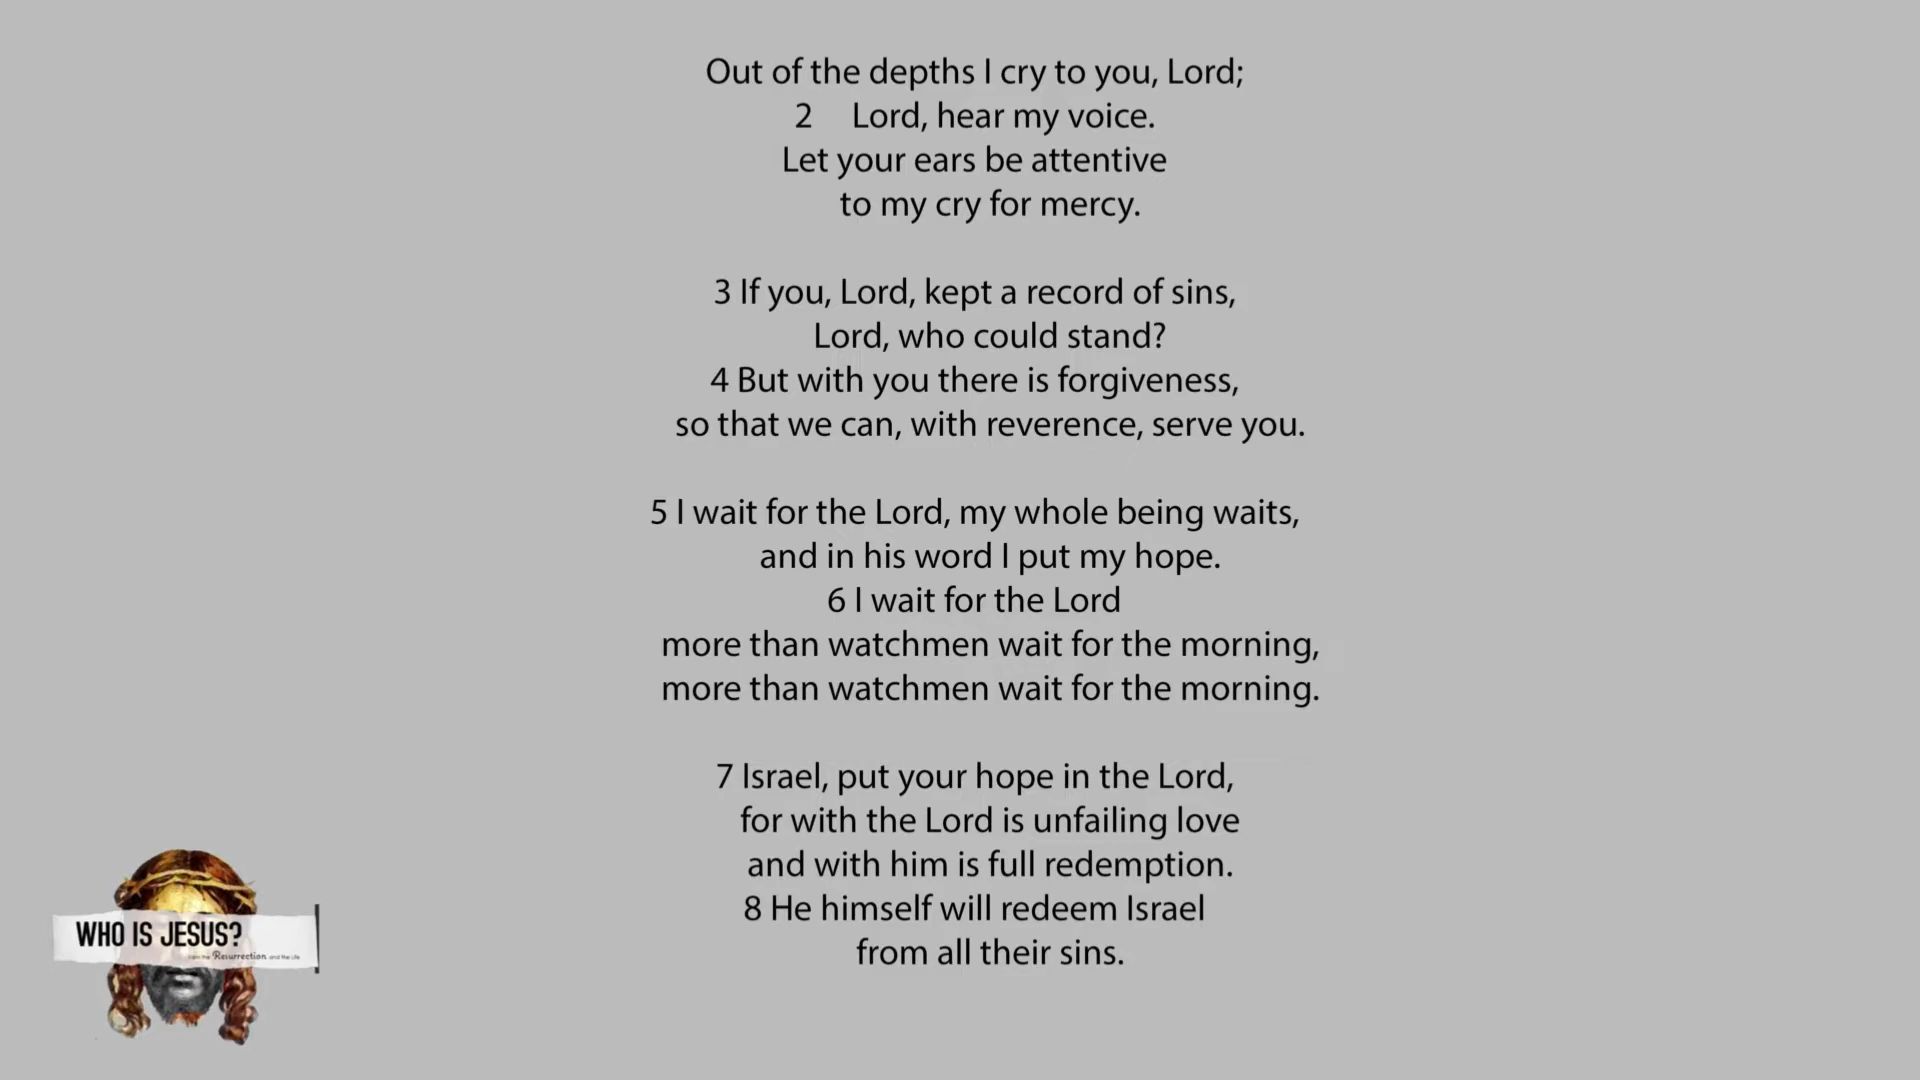 Out of the depths I cry to you, Lord;
2 Lord, hear my voice.
Let your ears be attentive
to my cry for mercy.
3 If you, Lord, kept a record of sins,
Lord, who could stand?
4 But with you there is forgiveness,
so that we can, with reverence, serve you.
5 I wait for the Lord, my whole being waits,
and in his word I put my hope.
6 I wait for the Lord
more than watchmen wait for the morning,
more than watchmen wait for the morning.
7 Israel, put your hope in the Lord,
for with the Lord is unfailing love
and with him is full redemption.
8 He himself will redeem Israel
from all their sins.
WHO IS JESUS?
I am the Resurrection and the Life